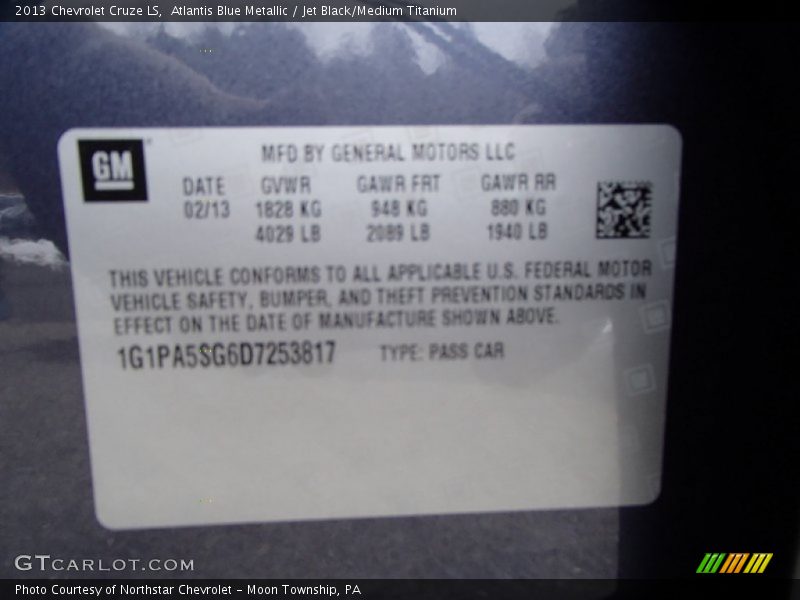 2013 Chevrolet Cruze LS,  Atlantis Blue Metallic / Jet Black/Medium Titanium
GM
MFD BY GENERAL MOTORS LLC
DATE GVWR GAWR FRT GAWR RR
02/13 1828 KG 948 KG 880 KG
4029 LB 2089 LB 1940 LB
THIS VEHICLE CONFORMS TO ALL APPLICABLE U.S. FEDERAL MOTOR
VEHICLE SAFETY, BUMPER, AND THEFT PREVENTION STANDARDS IN
EFFECT ON THE DATE OF MANUFACTURE SHOWN ABOVE.
1G1PA5SG6D7253817 TYPE: PASS CAR
GTCARLOT.COM
Photo Courtesy of Northstar Chevrolet - Moon Township, PA